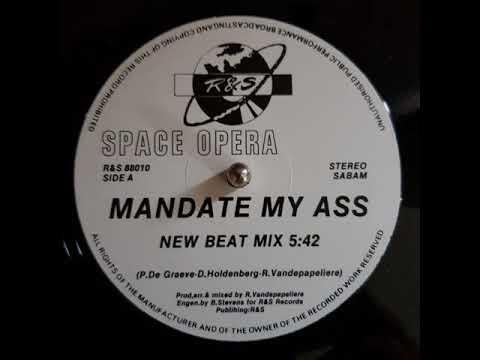 UNAUTHORISED PUBLIC PERFORMANCE BROADCASTING AND COPYING OF THIS RECORD PROHIBITED
R&S
SPACE OPERA
R&S 88010
SIDE A
STEREO
SABAM
MANDATE MY ASS
NEW BEAT MIX 5:42
(P.De Graeve-D.Holdenberg-R.Vandepapeliere)
Prod,arr.& mixed by R.Vandepapeliere
Engen.by B.Stevens for R&S Records
Publihing:R&S
ALL RIGHTS OF THE MANUFACTURER AND OF THE OWNER OF THE RECORDED WORK RESERVED